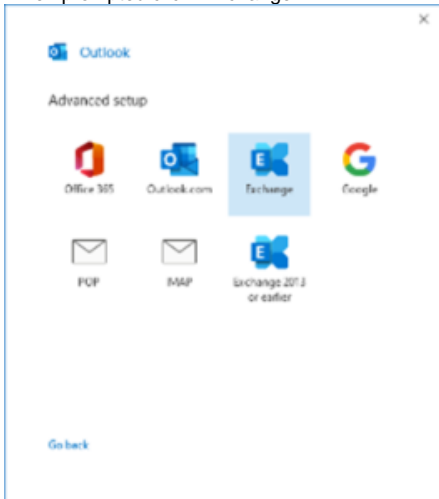 Outlook
Advanced setup
Office 365 Outlook.com Exchange Google
POP IMAP Exchange 2013
or earlier
Go back